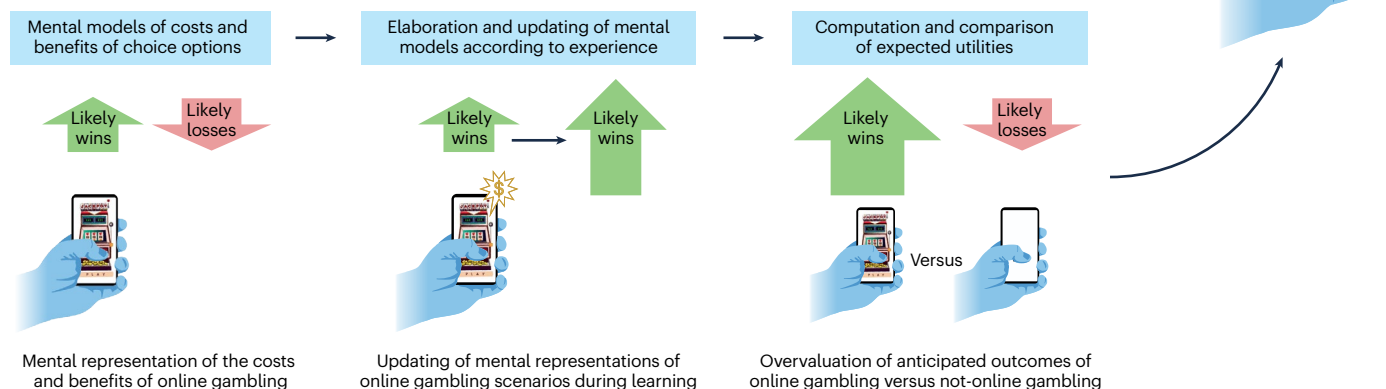 Mental models of costs and
benefits of choice options
Elaboration and updating of mental
models according to experience
Computation and comparison
of expected utilities
Likely
wins
Likely
losses
Likely
wins
Likely
wins
Likely
wins
Likely
losses
$
PLAY
PLAY
PLAY
Versus
Mental representation of the costs
and benefits of online gambling
Updating of mental representations of
online gambling scenarios during learning
Overvaluation of anticipated outcomes of
online gambling versus not-online gambling